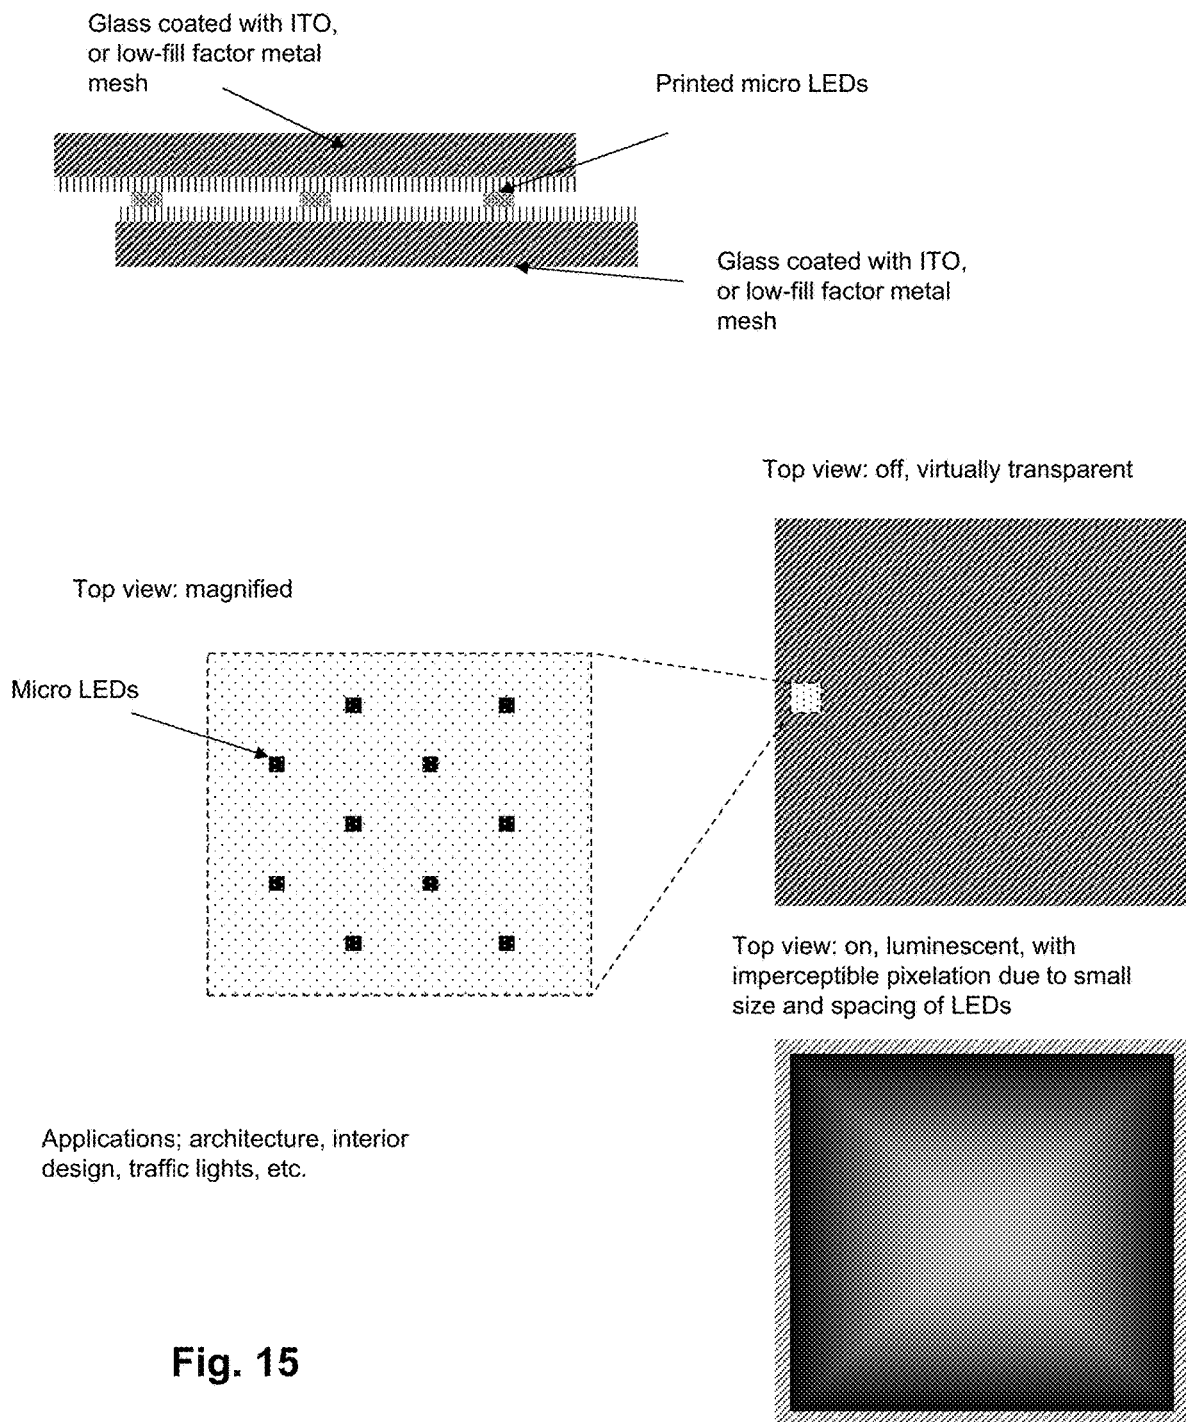 Glass coated with ITO,
or low-fill factor metal
mesh
Printed micro LEDs
Glass coated with ITO,
or low-fill factor metal
mesh
Top view: off, virtually transparent
Top view: magnified
Micro LEDs
Top view: on, luminescent, with
imperceptible pixelation due to small
size and spacing of LEDs
Applications; architecture, interior
design, traffic lights, etc.
Fig. 15